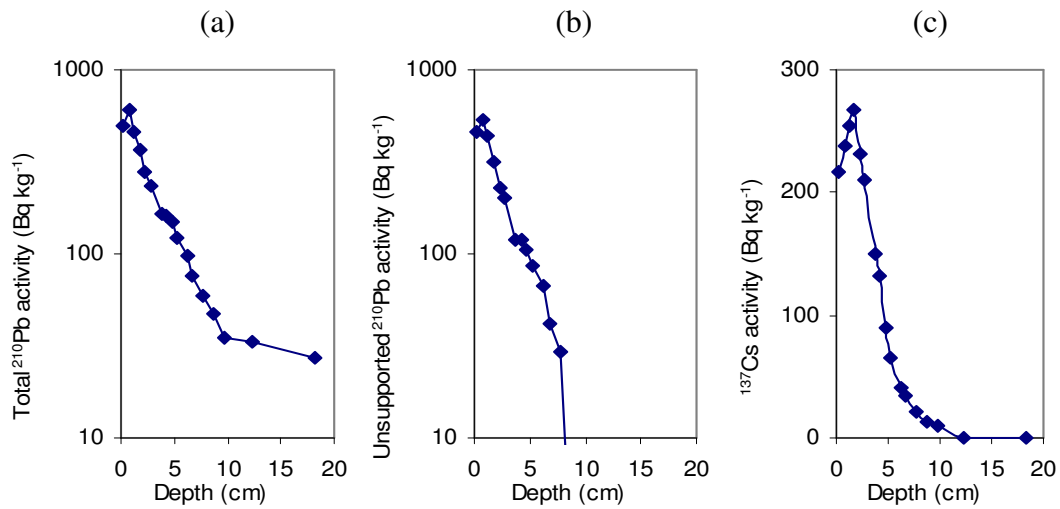 (a)
Total ²¹⁰Pb activity (Bq kg⁻¹)
1000
100
10
0 5 10 15 20
Depth (cm)
(b)
Unsupported ²¹⁰Pb activity (Bq kg⁻¹)
1000
100
10
0 5 10 15 20
Depth (cm)
(c)
¹³⁷Cs activity (Bq kg⁻¹)
300
200
100
0
0 5 10 15 20
Depth (cm)